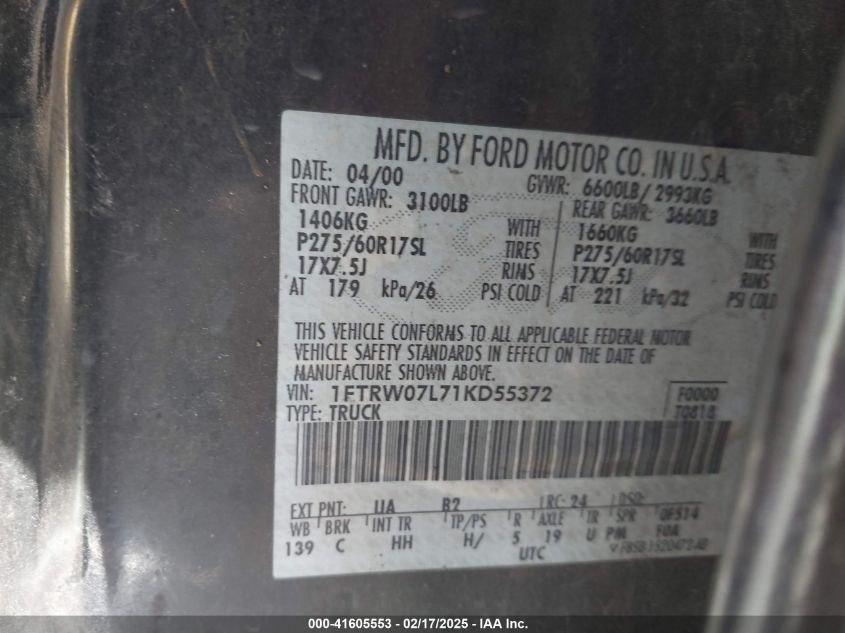 MFD. BY FORD MOTOR CO. IN U.S.A.
DATE: 04/00 GVWR: 6600LB / 2993KG
FRONT GAWR: 3100LB REAR GAWR: 3660LB
1406KG WITH 1660KG WITH
P275/60R17SL TIRES P275/60R17SL TIRES
17X7.5J RIMS 17X7.5J RIMS
AT 179 kPa/26 PSI COLD AT 221 kPa/32 PSI COLD
THIS VEHICLE CONFORMS TO ALL APPLICABLE FEDERAL MOTOR
VEHICLE SAFETY STANDARDS IN EFFECT ON THE DATE OF
MANUFACTURE SHOWN ABOVE.
VIN: 1FTRW07L71KD55372 F0000
TYPE: TRUCK T0818
EXT PNT: UA B2 RC: 24 DSO:
WB BRK INT TR TP/PS R AXLE TR SPR 0F514
139 C HH H/ 5 19 U PM F0A
UTC
000-41605553 - 02/17/2025 - IAA Inc.